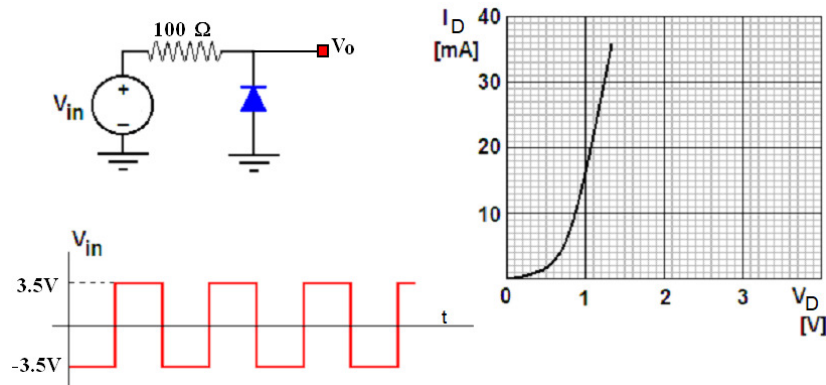 100 Ω
Vo
+
Vin
−
Vin
3.5V
t
-3.5V
ID
[mA]
40
30
20
10
0
1
2
3
VD
[V]